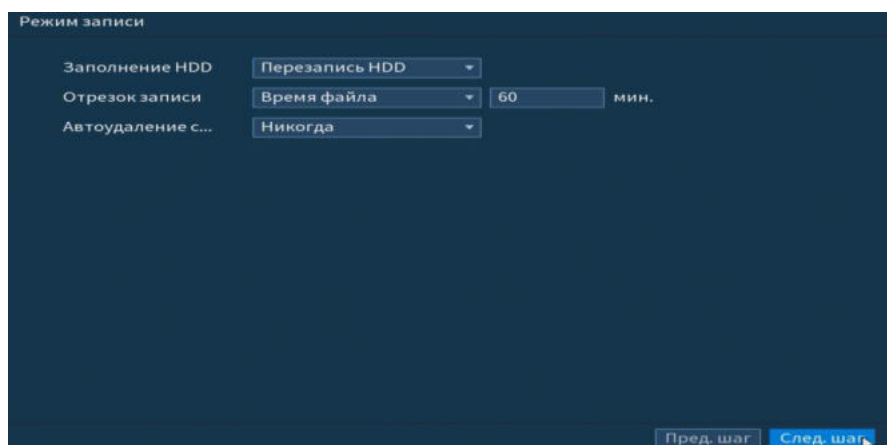 Режим записи
Заполнение HDD Перезапись HDD
Отрезок записи Время файла 60 мин.
Автоудаление с... Никогда
Пред. шаг След. шаг